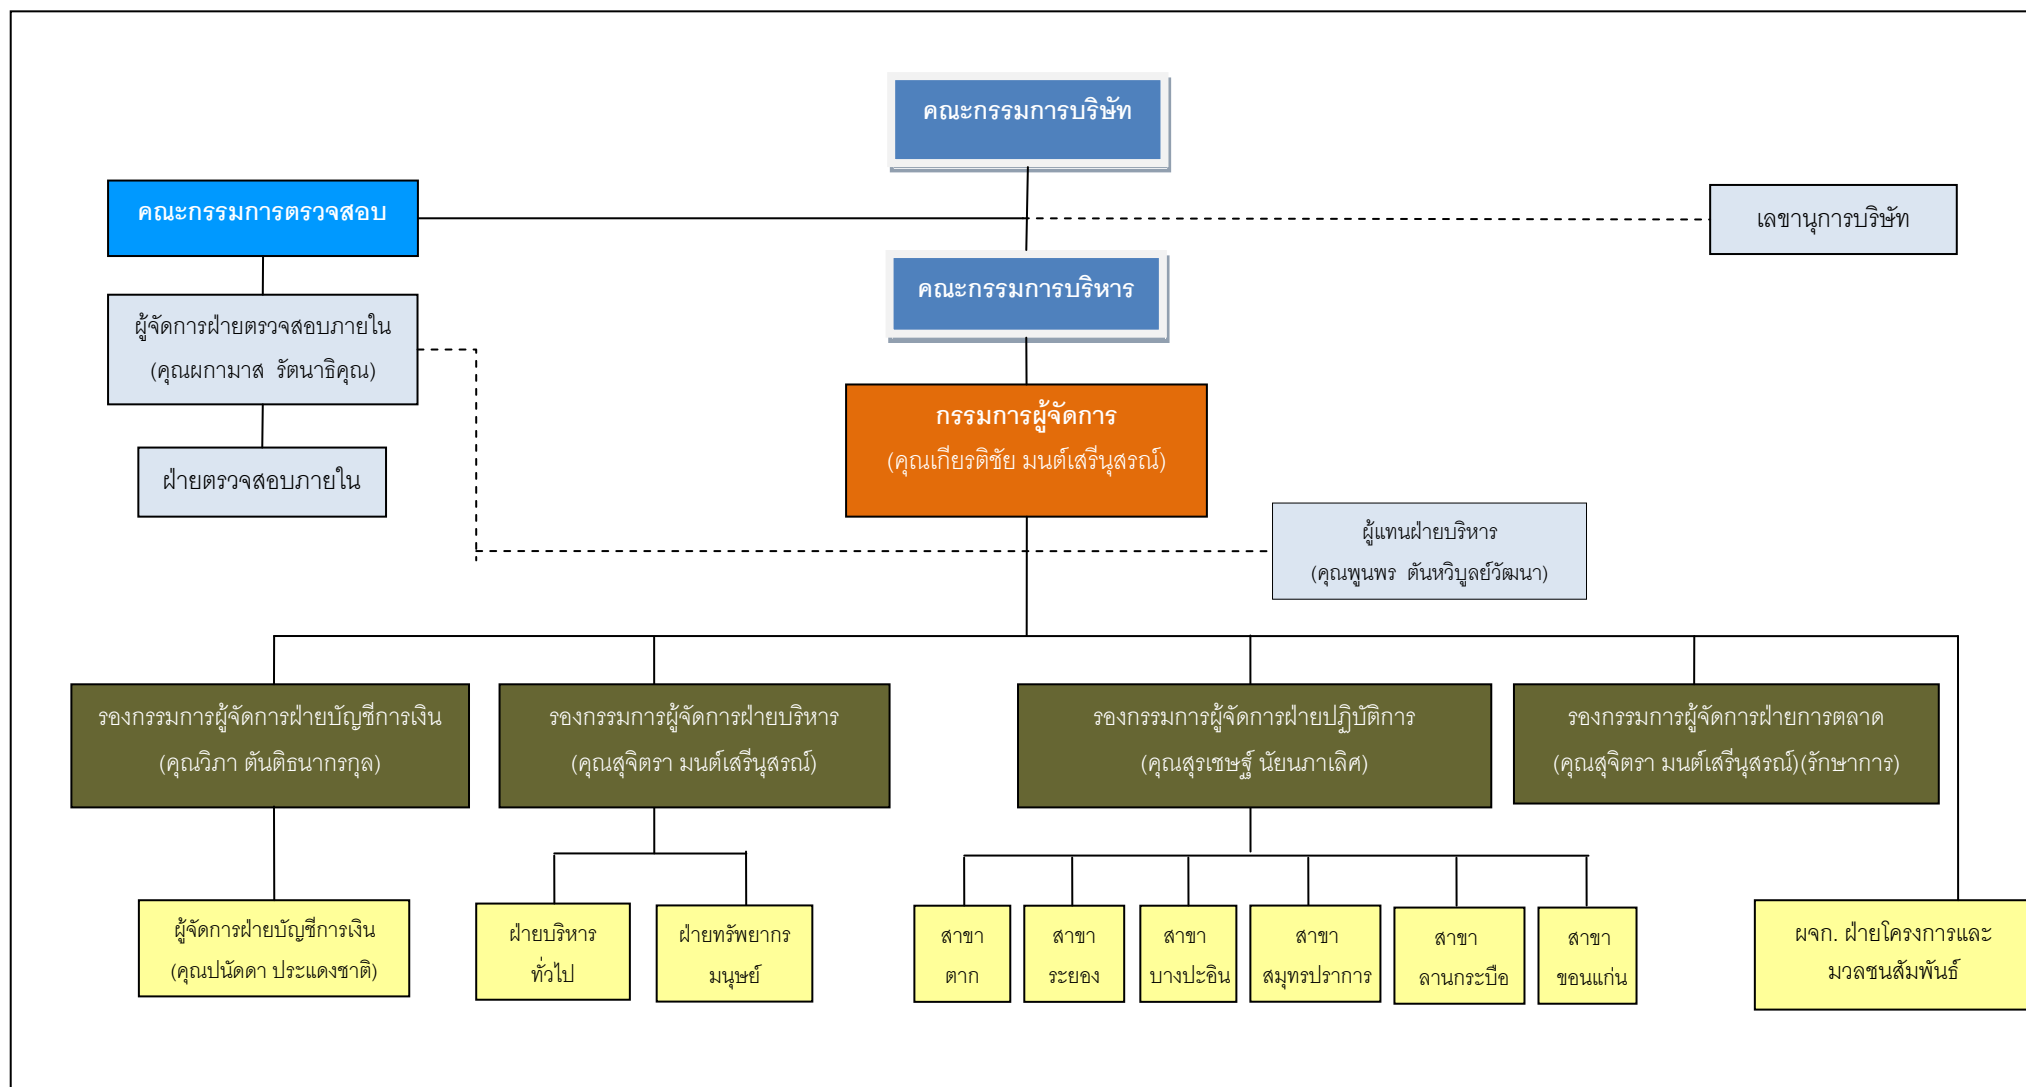 คณะกรรมการบริษัท
คณะกรรมการตรวจสอบ
เลขานุการบริษัท
คณะกรรมการบริหาร
ผู้จัดการฝ่ายตรวจสอบภายใน
(คุณผกามาส รัตนาธิคุณ)
กรรมการผู้จัดการ
(คุณเกียรติชัย มนต์เสรีนุสรณ์)
ฝ่ายตรวจสอบภายใน
ผู้แทนฝ่ายบริหาร
(คุณพูนพร ตันหวิบูลย์วัฒนา)
รองกรรมการผู้จัดการฝ่ายบัญชีการเงิน
(คุณวิภา ตันติธนากรกุล)
รองกรรมการผู้จัดการฝ่ายบริหาร
(คุณสุจิตรา มนต์เสรีนุสรณ์)
รองกรรมการผู้จัดการฝ่ายปฏิบัติการ
(คุณสุรเชษฐ์ นัยนภาเลิศ)
รองกรรมการผู้จัดการฝ่ายการตลาด
(คุณสุจิตรา มนต์เสรีนุสรณ์)(รักษาการ)
ผู้จัดการฝ่ายบัญชีการเงิน
(คุณปนัดดา ประแดงชาติ)
ฝ่ายบริหาร
ทั่วไป
ฝ่ายทรัพยากร
มนุษย์
สาขา
ตาก
สาขา
ระยอง
สาขา
บางปะอิน
สาขา
สมุทรปราการ
สาขา
ลานกระบือ
สาขา
ขอนแก่น
ผจก. ฝ่ายโครงการและ
มวลชนสัมพันธ์